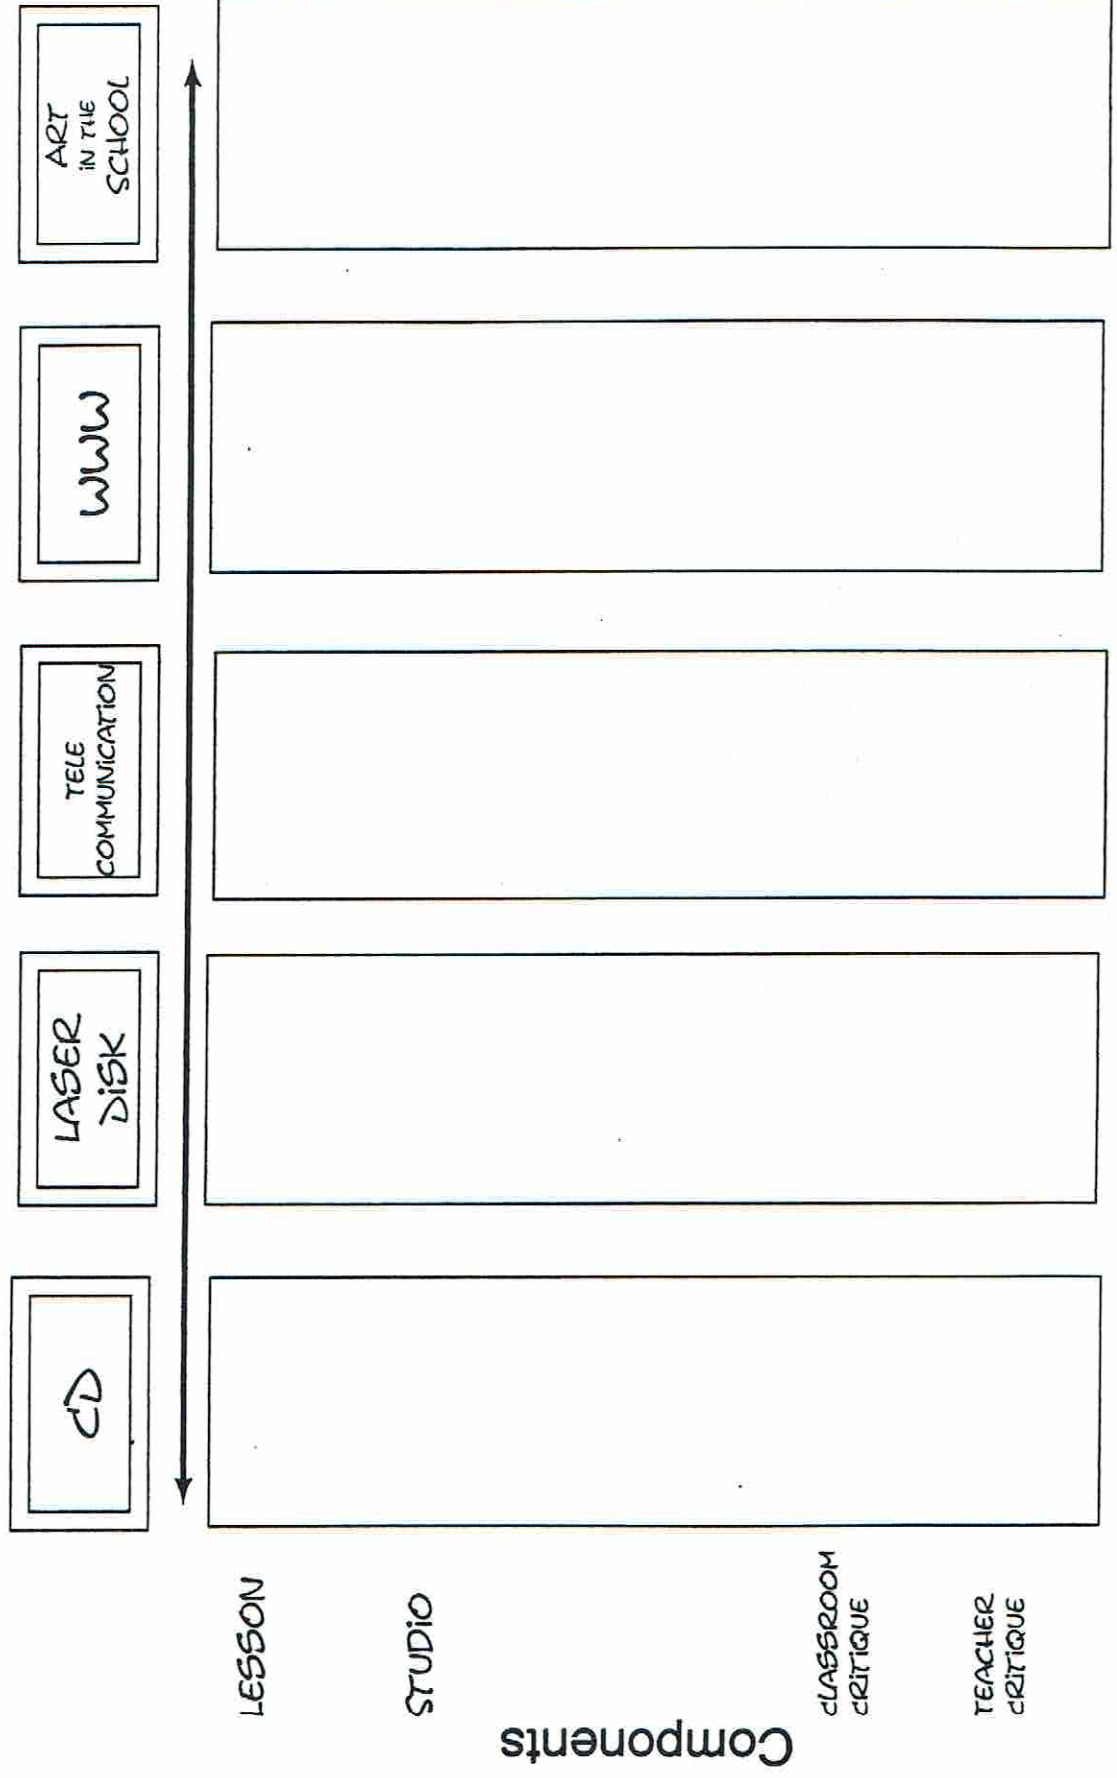 CD
LASER
DISK
TELE
COMMUNICATION
WWW
ART
IN THE
SCHOOL
LESSON
STUDIO
CLASSROOM
CRITIQUE
TEACHER
CRITIQUE
Components